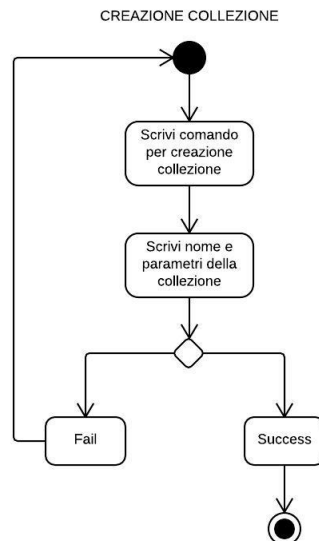 CREAZIONE COLLEZIONE
Scrivi comando
per creazione
collezione
Scrivi nome e
parametri della
collezione
Fail
Success